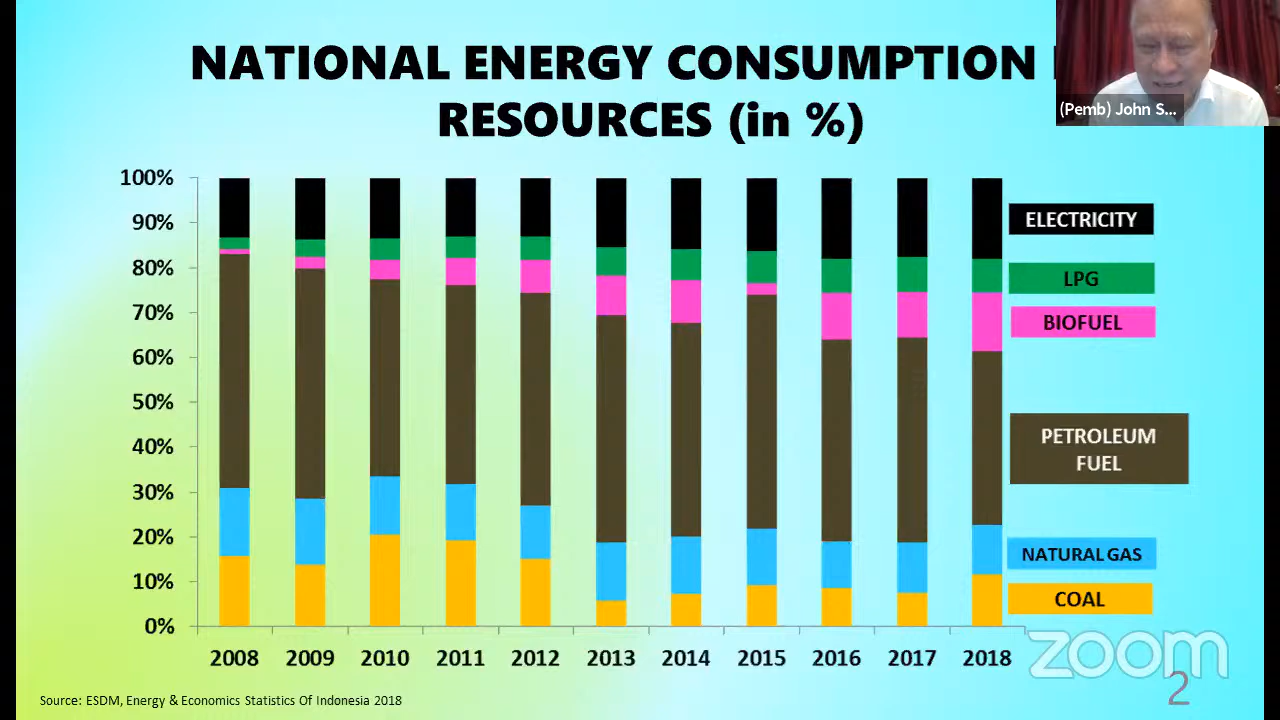 NATIONAL ENERGY CONSUMPTION
RESOURCES (in %)
(Pemb) John S...
100%
90%
80%
70%
60%
50%
40%
30%
20%
10%
0%
ELECTRICITY
LPG
BIOFUEL
PETROLEUM
FUEL
NATURAL GAS
COAL
2008 2009 2010 2011 2012 2013 2014 2015 2016 2017 2018
zoom
2
Source: ESDM, Energy & Economics Statistics Of Indonesia 2018